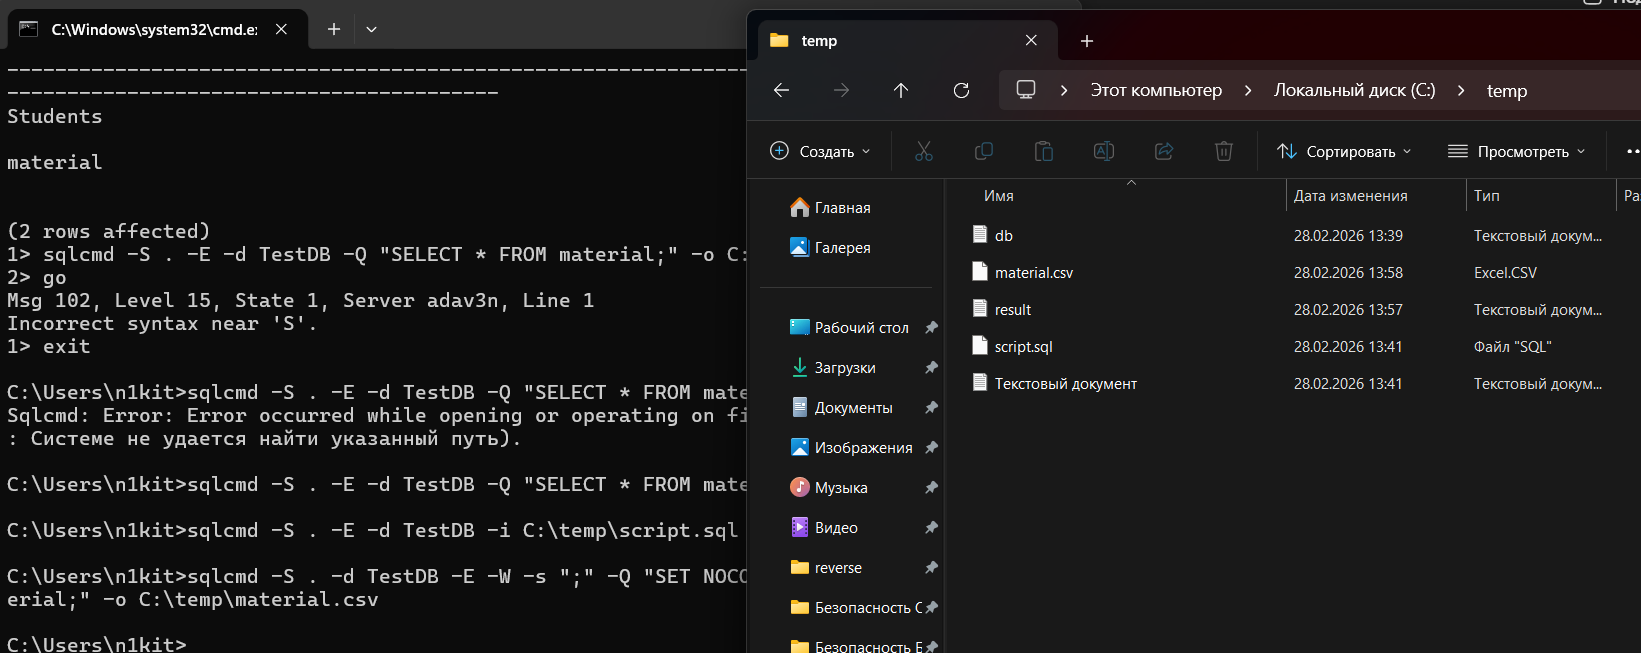 C:\Windows\system32\cmd.e
--------------------------------------------------------------
-----------------------------------------
Students
material
(2 rows affected)
1> sqlcmd -S . -E -d TestDB -Q "SELECT * FROM material;" -o C:
2> go
Msg 102, Level 15, State 1, Server adav3n, Line 1
Incorrect syntax near 'S'.
1> exit
C:\Users\n1kit>sqlcmd -S . -E -d TestDB -Q "SELECT * FROM mate
Sqlcmd: Error: Error occurred while opening or operating on fi
: Системе не удается найти указанный путь).
C:\Users\n1kit>sqlcmd -S . -E -d TestDB -Q "SELECT * FROM mate
C:\Users\n1kit>sqlcmd -S . -E -d TestDB -i C:\temp\script.sql
C:\Users\n1kit>sqlcmd -S . -d TestDB -E -W -s ";" -Q "SET NOCO
erial;" -o C:\temp\material.csv
C:\Users\n1kit>
temp
Этот компьютер > Локальный диск (C:) > temp
Создать Сортировать Просмотреть
Главная
Галерея
Рабочий стол
Загрузки
Документы
Изображения
Музыка
Видео
reverse
Безопасность С
Безопасность Б
Имя Дата изменения Тип Ра
db 28.02.2026 13:39 Текстовый докум...
material.csv 28.02.2026 13:58 Excel.CSV
result 28.02.2026 13:57 Текстовый докум...
script.sql 28.02.2026 13:41 Файл "SQL"
Текстовый документ 28.02.2026 13:41 Текстовый докум...